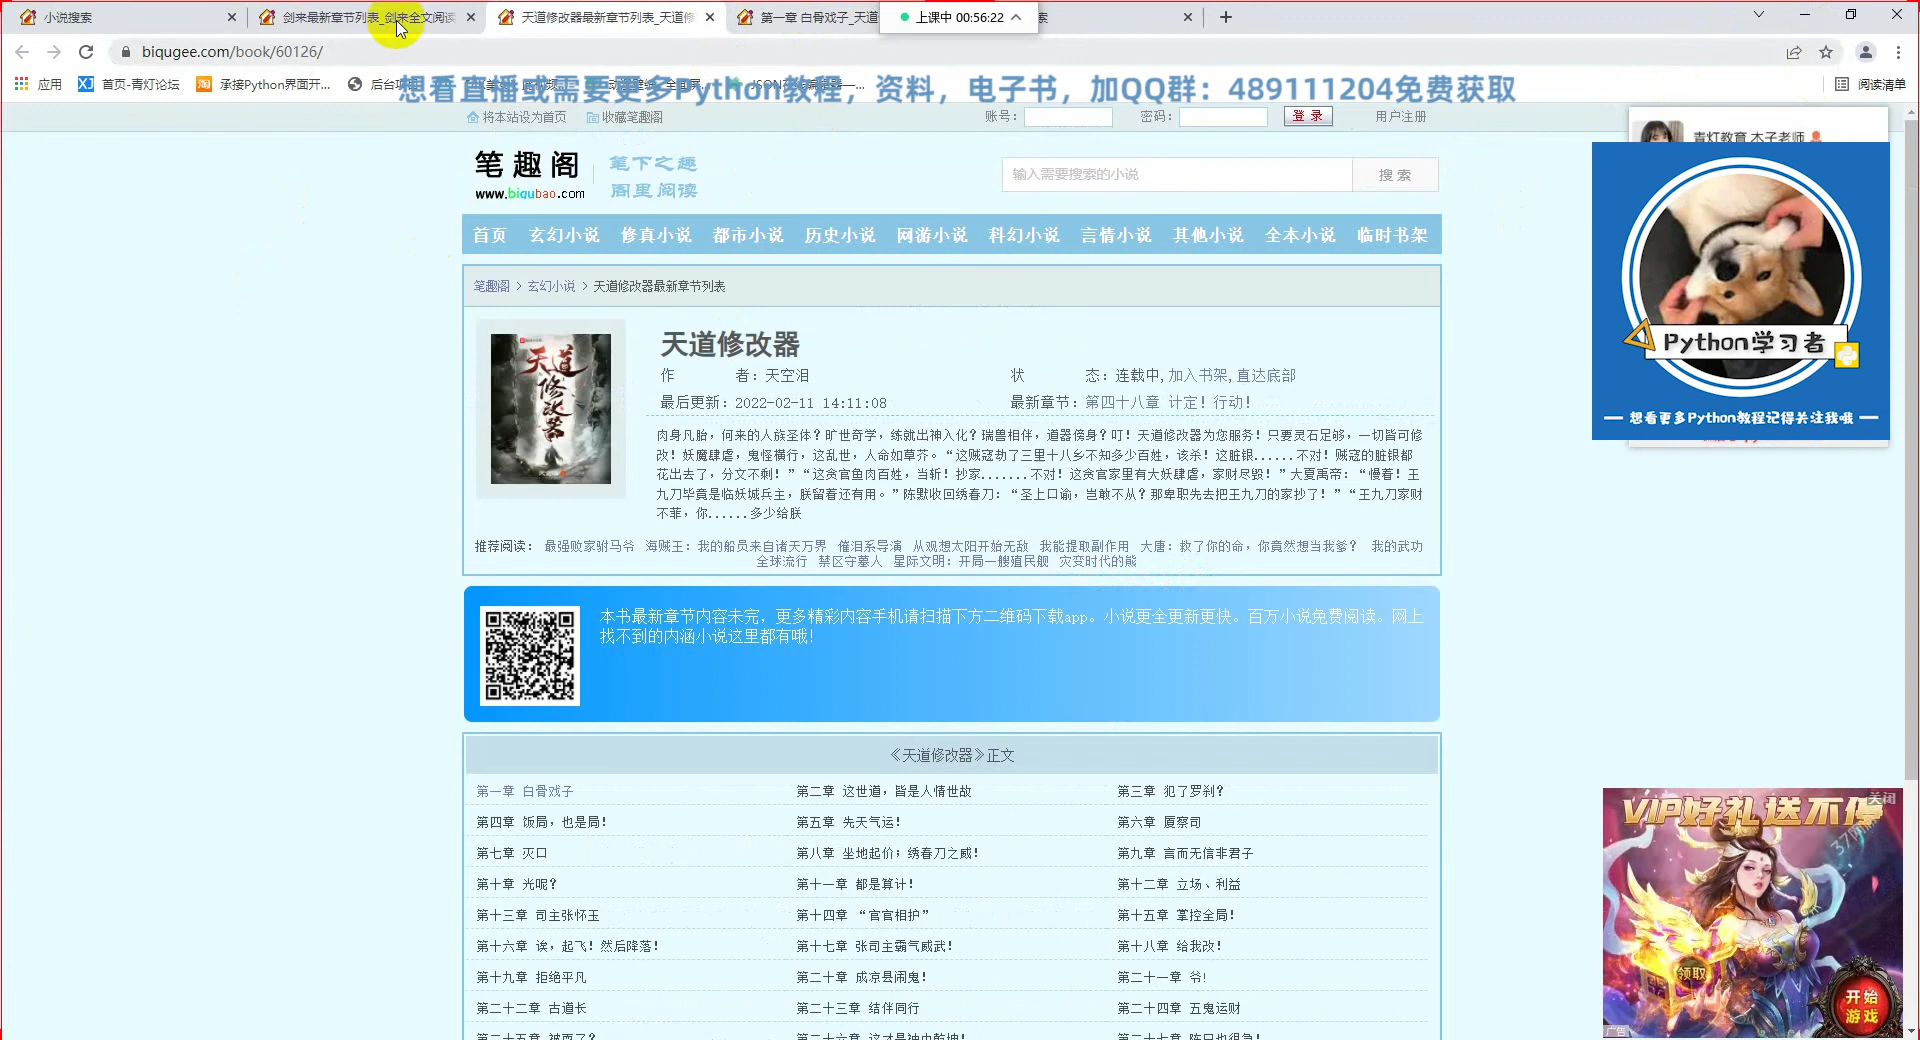 小说搜索
剑来最新章节列表_剑来全文阅读
天道修改器最新章节列表_天道修
第一章 白骨戏子_天道
上课中 00:56:22
索
biqugee.com/book/60126/
应用
首页-青灯论坛
承接Python界面开...
阅读清单
想看直播或需要更多Python教程，资料，电子书，加QQ群：489111204免费获取
将本站设为首页
收藏笔趣阁
账号：
密码：
登 录
用户注册
青灯教育 木子老师
笔趣阁
www.biqubao.com
笔下之趣
阁里阅读
输入需要搜索的小说
搜 索
首页 玄幻小说 修真小说 都市小说 历史小说 网游小说 科幻小说 言情小说 其他小说 全本小说 临时书架
笔趣阁 > 玄幻小说 > 天道修改器最新章节列表
天道修改器
天道修改器
作 者：天空泪
状 态：连载中,加入书架,直达底部
最后更新：2022-02-11 14:11:08
最新章节：第四十八章 计定！行动！
肉身凡胎，何来的人族圣体？旷世奇学，练就出神入化？瑞兽相伴，道器傍身？叮！天道修改器为您服务！只要灵石足够，一切皆可修
改！妖魔肆虐，鬼怪横行，这乱世，人命如草芥。“这贼寇劫了三里十八乡不知多少百姓，该杀！这脏银......不对！贼寇的脏银都
花出去了，分文不剩！”“这贪官鱼肉百姓，当斩！抄家.......不对！这贪官家里有大妖肆虐，家财尽毁！”大夏禹帝：“慢着！王
九刀毕竟是临妖城兵主，朕留着还有用。”陈默收回绣春刀：“圣上口谕，岂敢不从？那卑职先去把王九刀的家抄了！”“王九刀家财
不菲，你......多少给朕
推荐阅读： 最强败家驸马爷 海贼王：我的船员来自诸天万界 催泪系导演 从观想太阳开始无敌 我能提取副作用 大唐：救了你的命，你竟然想当我爹？ 我的武功
全球流行 禁区守墓人 星际文明：开局一艘殖民舰 灾变时代的熊
本书最新章节内容未完，更多精彩内容手机请扫描下方二维码下载app。小说更全更新更快。百万小说免费阅读。网上
找不到的内涵小说这里都有哦！
《天道修改器》正文
第一章 白骨戏子
第二章 这世道，皆是人情世故
第三章 犯了罗刹？
第四章 饭局，也是局！
第五章 先天气运！
第六章 厦察司
第七章 灭口
第八章 坐地起价；绣春刀之威！
第九章 言而无信非君子
第十章 光呢？
第十一章 都是算计！
第十二章 立场、利益
第十三章 司主张怀玉
第十四章 “官官相护”
第十五章 掌控全局！
第十六章 诶，起飞！然后降落！
第十七章 张司主霸气威武！
第十八章 给我改！
第十九章 拒绝平凡
第二十章 成凉县闹鬼！
第二十一章 爷！
第二十二章 古道长
第二十三章 结伴同行
第二十四章 五鬼运财
Python学习者
想看更多Python教程记得关注我哦
VIP好礼送不停
关闭
领取
开始
游戏
广告